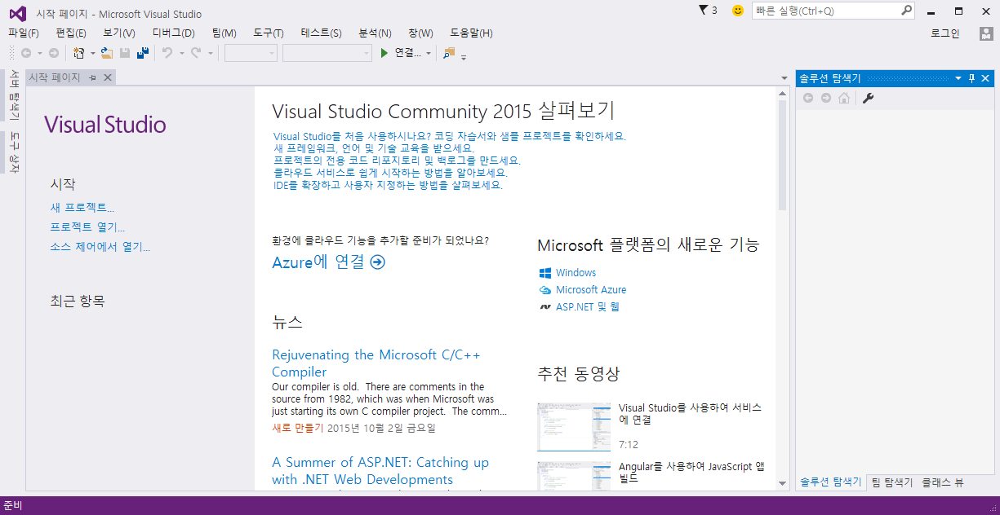 시작 페이지 - Microsoft Visual Studio
3
빠른 실행(Ctrl+Q)
파일(F) 편집(E) 보기(V) 디버그(D) 팀(M) 도구(T) 테스트(S) 분석(N) 창(W) 도움말(H)
로그인
연결...
서버 탐색기
도구 상자
시작 페이지
Visual Studio
시작
새 프로젝트...
프로젝트 열기...
소스 제어에서 열기...
최근 항목
Visual Studio Community 2015 살펴보기
Visual Studio를 처음 사용하시나요? 코딩 자습서와 샘플 프로젝트를 확인하세요.
새 프레임워크, 언어 및 기술 교육을 받으세요.
프로젝트의 전용 코드 리포지토리 및 백로그를 만드세요.
클라우드 서비스로 쉽게 시작하는 방법을 알아보세요.
IDE를 확장하고 사용자 지정하는 방법을 살펴보세요.
환경에 클라우드 기능을 추가할 준비가 되었나요?
Azure에 연결
뉴스
Rejuvenating the Microsoft C/C++
Compiler
Our compiler is old. There are comments in the
source from 1982, which was when Microsoft was
just starting its own C compiler project. The comm...
새로 만들기 2015년 10월 2일 금요일
A Summer of ASP.NET: Catching up
with .NET Web Developments
Microsoft 플랫폼의 새로운 기능
Windows
Microsoft Azure
ASP.NET 및 웹
추천 동영상
Visual Studio를 사용하여 서비스
에 연결
7:12
Angular를 사용하여 JavaScript 앱
빌드
솔루션 탐색기
솔루션 탐색기 팀 탐색기 클래스 뷰
준비